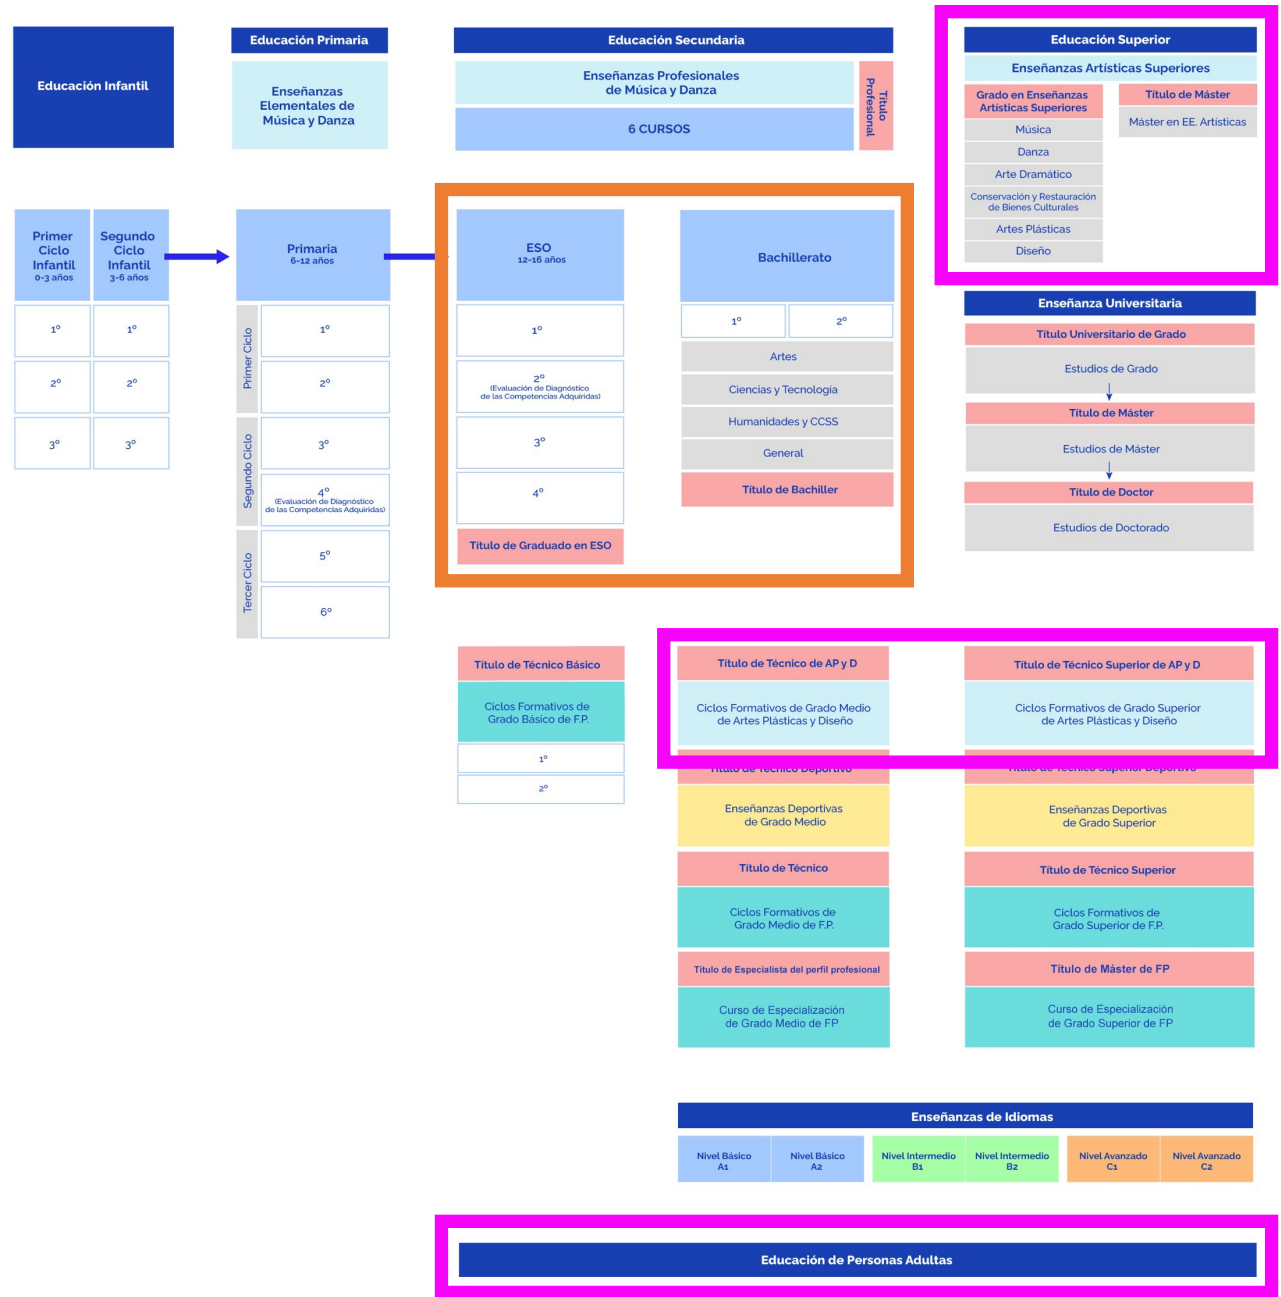 Educación Infantil
Educación Primaria
Enseñanzas
Elementales de
Música y Danza
Educación Secundaria
Enseñanzas Profesionales
de Música y Danza
6 CURSOS
Título
Profesional
Educación Superior
Enseñanzas Artísticas Superiores
Grado en Enseñanzas
Artísticas Superiores
Música
Danza
Arte Dramático
Conservación y Restauración
de Bienes Culturales
Artes Plásticas
Diseño
Título de Máster
Máster en EE. Artísticas
Primer
Ciclo
Infantil
0-3 años
1º
2º
3º
Segundo
Ciclo
Infantil
3-6 años
1º
2º
3º
Primaria
6-12 años
Primer Ciclo
1º
2º
Segundo Ciclo
3º
4º
(Evaluación de Diagnóstico
de las Competencias Adquiridas)
Tercer Ciclo
5º
6º
ESO
12-16 años
1º
2º
(Evaluación de Diagnóstico
de las Competencias Adquiridas)
3º
4º
Título de Graduado en ESO
Bachillerato
1º
2º
Artes
Ciencias y Tecnología
Humanidades y CCSS
General
Título de Bachiller
Enseñanza Universitaria
Título Universitario de Grado
Estudios de Grado
Título de Máster
Estudios de Máster
Título de Doctor
Estudios de Doctorado
Título de Técnico Básico
Ciclos Formativos de
Grado Básico de F.P.
1º
2º
Título de Técnico de AP y D
Ciclos Formativos de Grado Medio
de Artes Plásticas y Diseño
Título de Técnico Deportivo
Enseñanzas Deportivas
de Grado Medio
Título de Técnico
Ciclos Formativos de
Grado Medio de F.P.
Título de Especialista del perfil profesional
Curso de Especialización
de Grado Medio de FP
Título de Técnico Superior de AP y D
Ciclos Formativos de Grado Superior
de Artes Plásticas y Diseño
Título de Técnico Superior Deportivo
Enseñanzas Deportivas
de Grado Superior
Título de Técnico Superior
Ciclos Formativos de
Grado Superior de F.P.
Título de Máster de FP
Curso de Especialización
de Grado Superior de FP
Enseñanzas de Idiomas
Nivel Básico
A1
Nivel Básico
A2
Nivel Intermedio
B1
Nivel Intermedio
B2
Nivel Avanzado
C1
Nivel Avanzado
C2
Educación de Personas Adultas